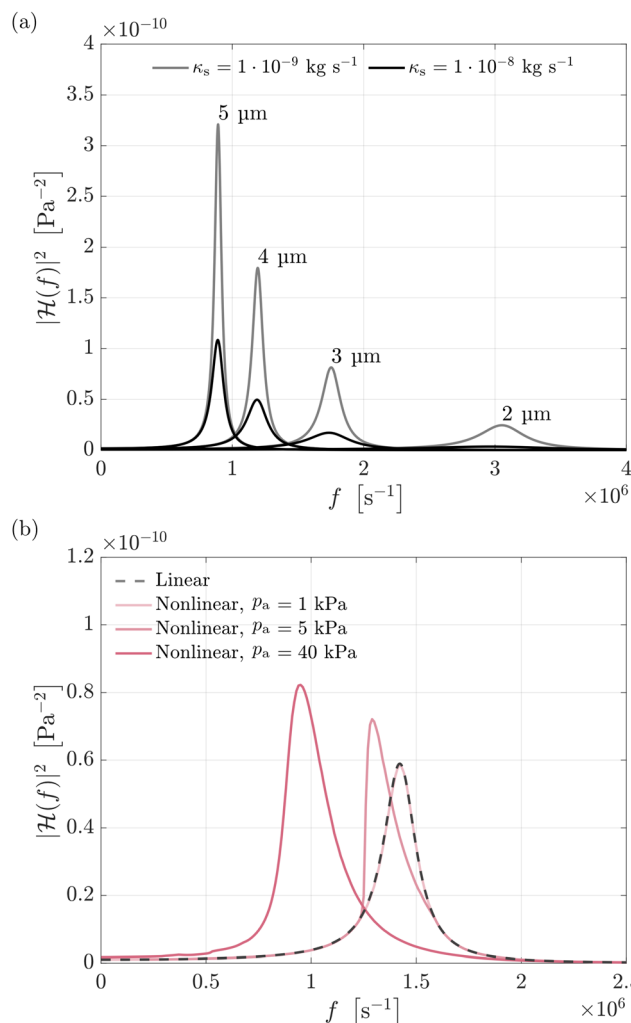 (a)
×10⁻¹⁰
4
3.5
3
2.5
2
1.5
1
0.5
0
|ℋ(f)|² [Pa⁻²]
κₛ = 1 · 10⁻⁹ kg s⁻¹ κₛ = 1 · 10⁻⁸ kg s⁻¹
5 µm
4 µm
3 µm
2 µm
0 1 2 3 4
f [s⁻¹] ×10⁶
(b)
×10⁻¹⁰
1.2
1
0.8
0.6
0.4
0.2
0
|ℋ(f)|² [Pa⁻²]
Linear
Nonlinear, pₐ = 1 kPa
Nonlinear, pₐ = 5 kPa
Nonlinear, pₐ = 40 kPa
0 0.5 1 1.5 2 2.5
f [s⁻¹] ×10⁶